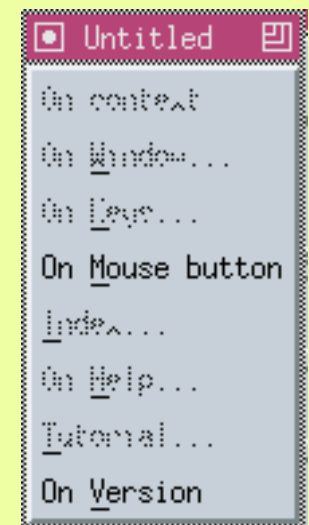 Untitled
On context
On Window...
On Keys...
On Mouse button
Index...
On Help...
Tutorial...
On Version